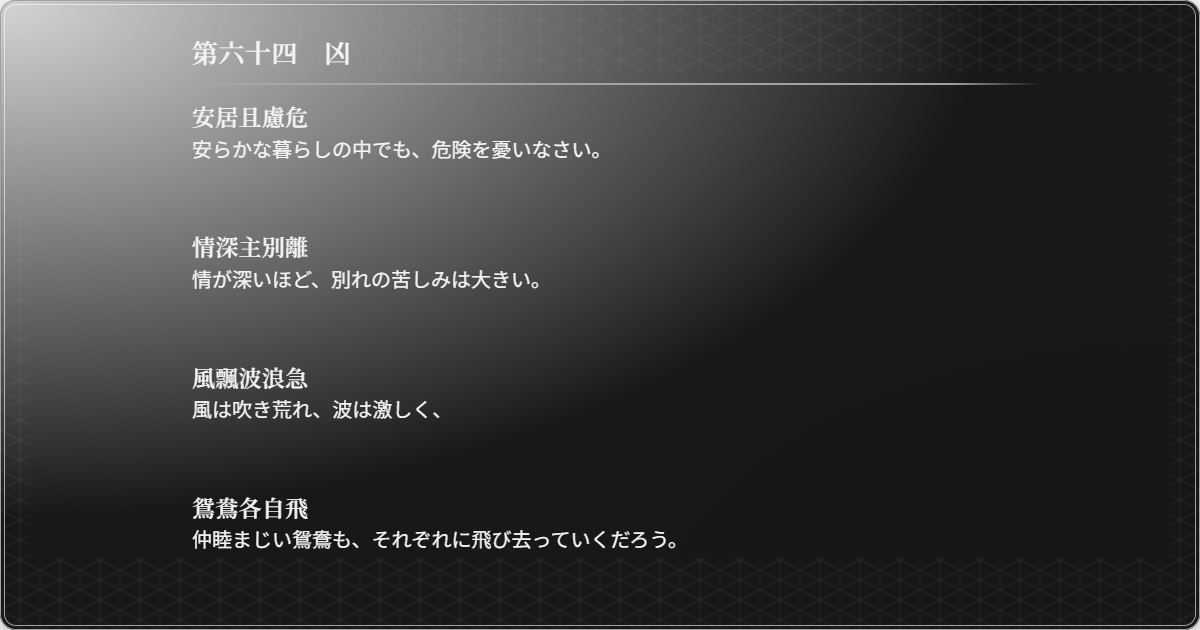 第六十四　凶
安居且慮危
安らかな暮らしの中でも、危険を憂いなさい。
情深主別離
情が深いほど、別れの苦しみは大きい。
風飄波浪急
風は吹き荒れ、波は激しく、
鴛鴦各自飛
仲睦まじい鴛鴦も、それぞれに飛び去っていくだろう。